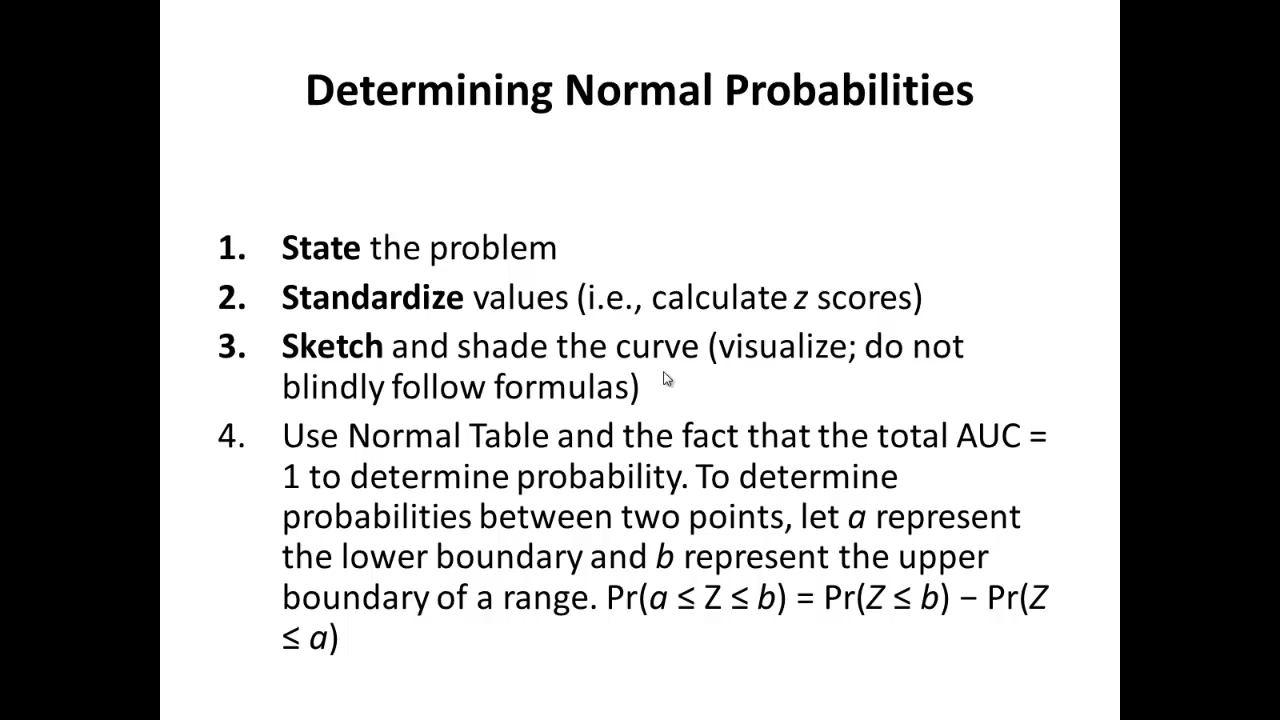 Determining Normal Probabilities
1. State the problem
2. Standardize values (i.e., calculate z scores)
3. Sketch and shade the curve (visualize; do not
blindly follow formulas)
4. Use Normal Table and the fact that the total AUC =
1 to determine probability. To determine
probabilities between two points, let a represent
the lower boundary and b represent the upper
boundary of a range. Pr(a ≤ Z ≤ b) = Pr(Z ≤ b) − Pr(Z
≤ a)